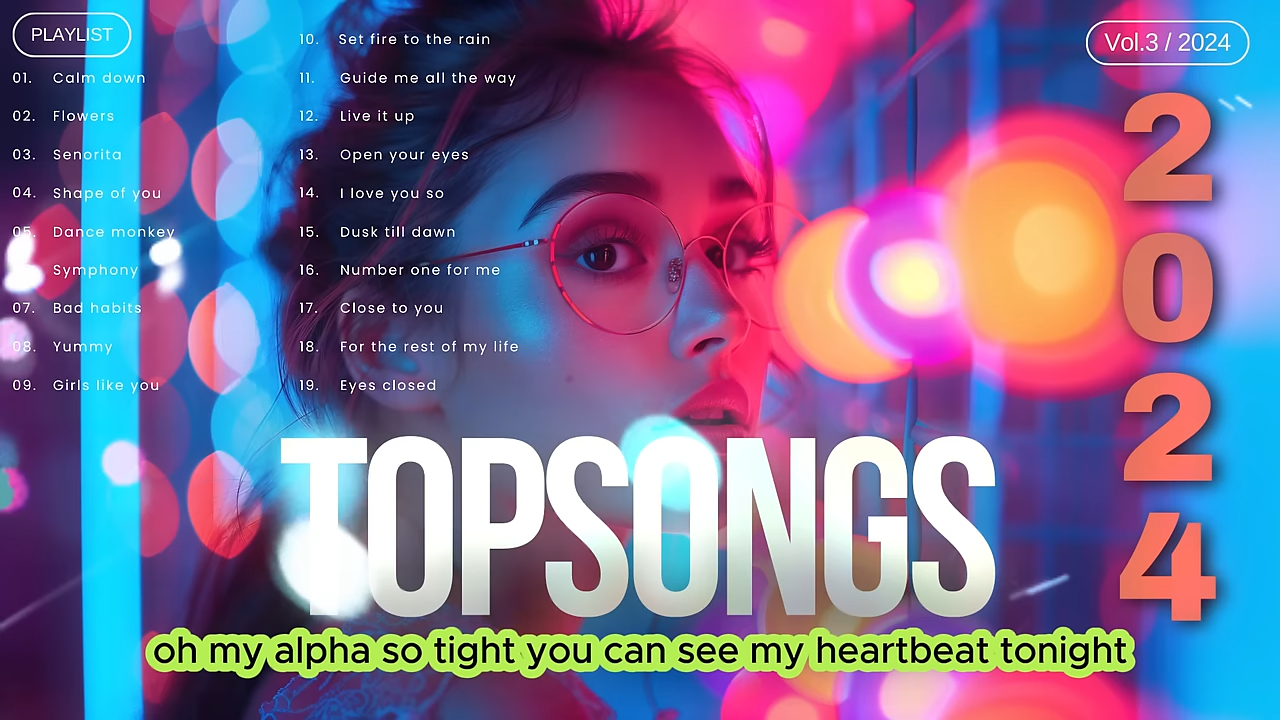 PLAYLIST
01. Calm down
02. Flowers
03. Senorita
04. Shape of you
05. Dance monkey
Symphony
07. Bad habits
08. Yummy
09. Girls like you
10. Set fire to the rain
11. Guide me all the way
12. Live it up
13. Open your eyes
14. I love you so
15. Dusk till dawn
16. Number one for me
17. Close to you
18. For the rest of my life
19. Eyes closed
Vol.3 / 2024
2
0
2
4
TOPSONGS
oh my alpha so tight you can see my heartbeat tonight